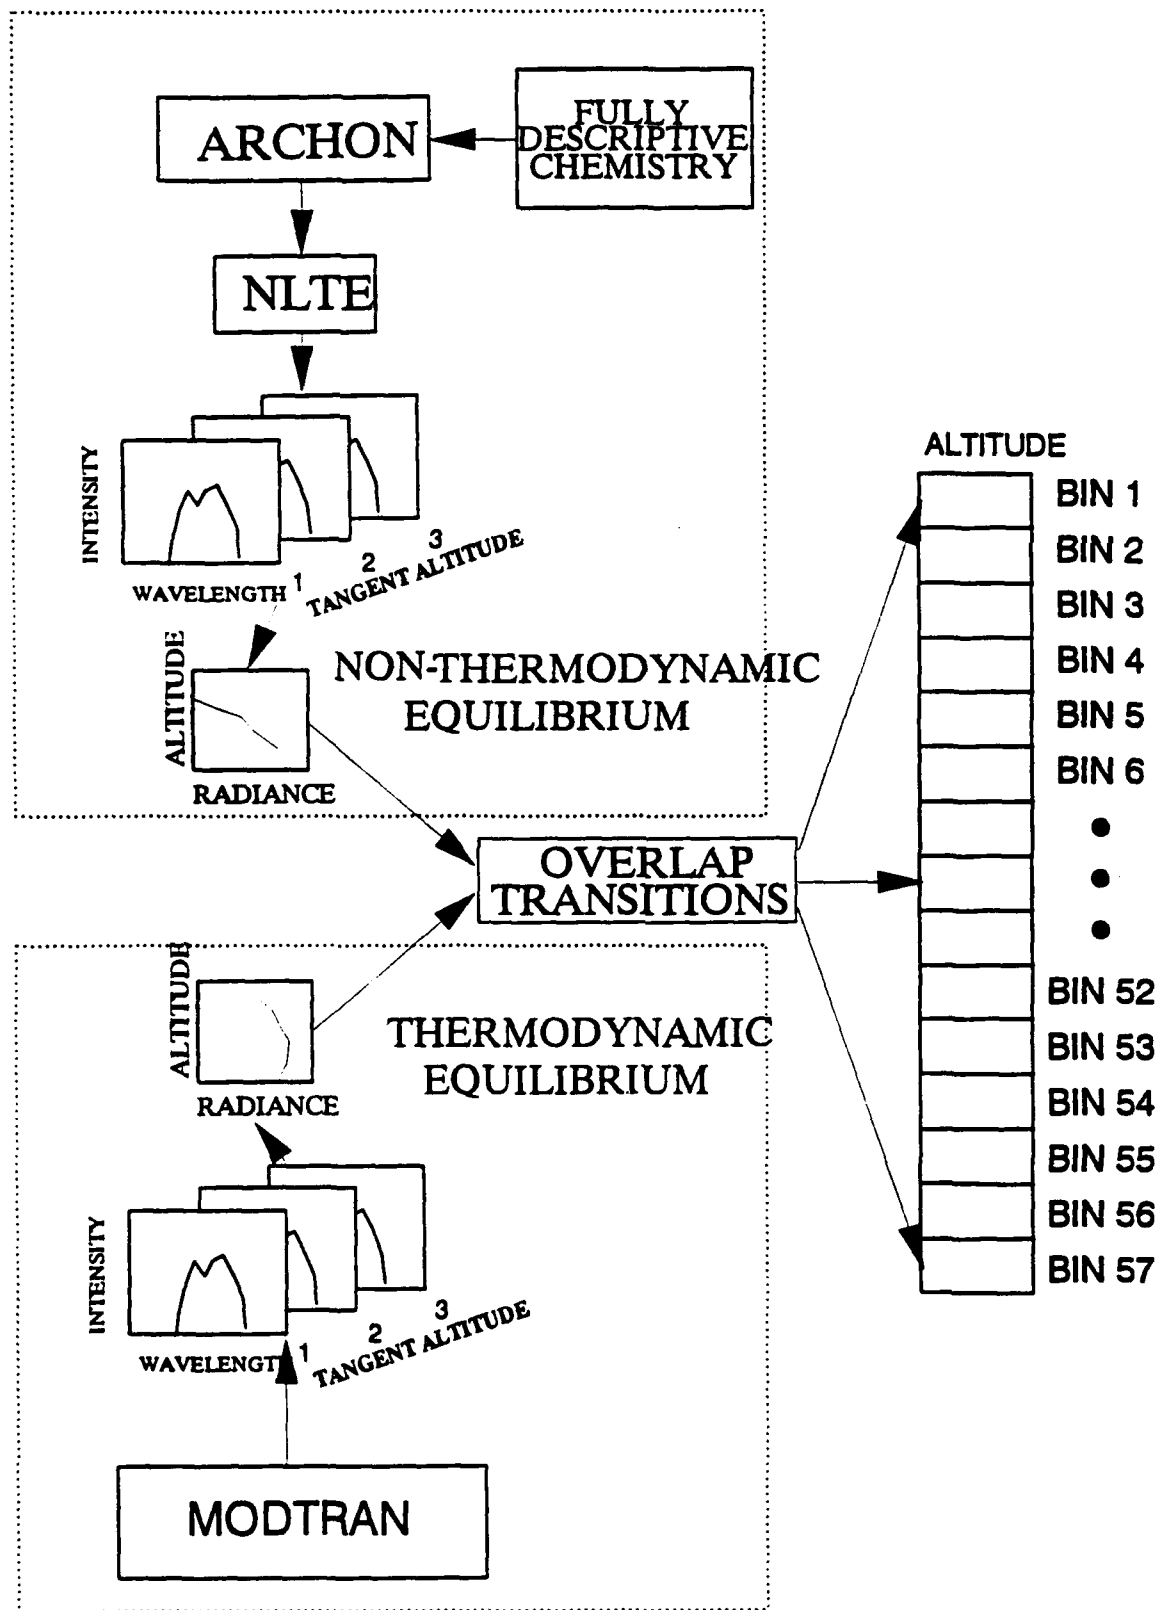 FULLY
DESCRIPTIVE
CHEMISTRY
ARCHON
NLTE
INTENSITY
WAVELENGTH
1
2
3
TANGENT ALTITUDE
ALTITUDE
RADIANCE
NON-THERMODYNAMIC
EQUILIBRIUM
OVERLAP
TRANSITIONS
ALTITUDE
RADIANCE
THERMODYNAMIC
EQUILIBRIUM
INTENSITY
WAVELENGTH
1
2
3
TANGENT ALTITUDE
MODTRAN
ALTITUDE
BIN 1
BIN 2
BIN 3
BIN 4
BIN 5
BIN 6
BIN 52
BIN 53
BIN 54
BIN 55
BIN 56
BIN 57